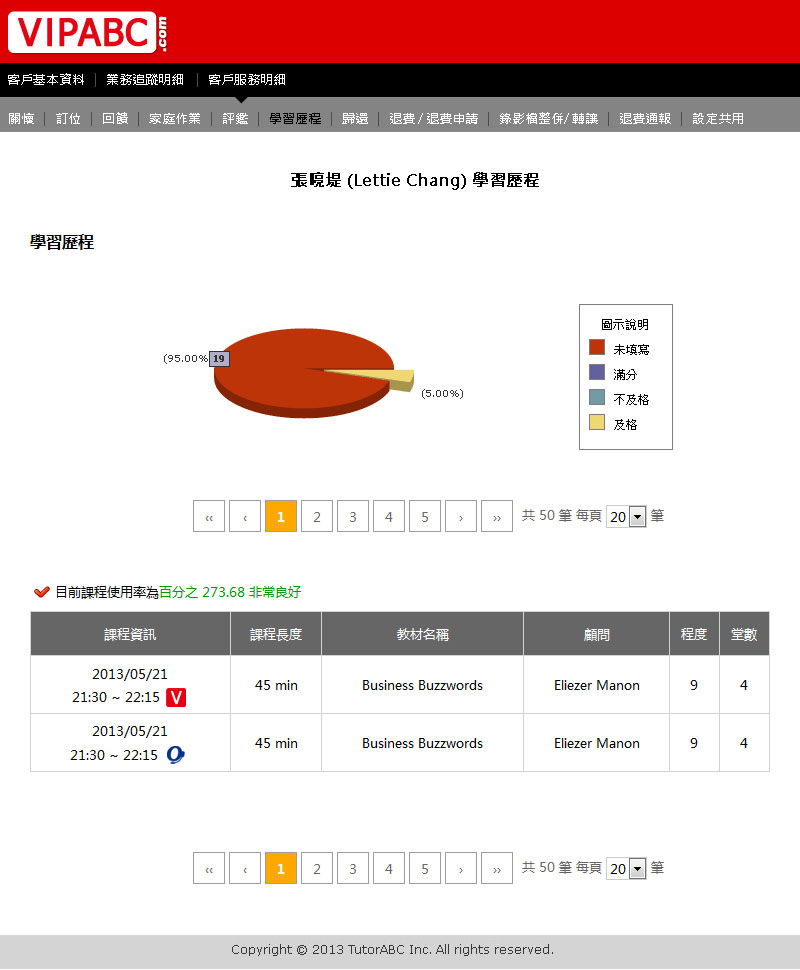 VIPABC.com
客戶基本資料 業務追蹤明細 客戶服務明細
關懷 訂位 回饋 家庭作業 評鑑 學習歷程 歸還 退費/退費申請 錄影檔整併/轉讓 退費通報 設定共用
張嘵堤 (Lettie Chang) 學習歷程
學習歷程
圖示說明
未填寫
滿分
不及格
及格
(95.00% 19
(5.00%)
‹‹ ‹ 1 2 3 4 5 › ›› 共 50 筆 每頁 20 筆
目前課程使用率為百分之 273.68 非常良好
課程資訊 課程長度 教材名稱 顧問 程度 堂數
2013/05/21
21:30 ~ 22:15 V 45 min Business Buzzwords Eliezer Manon 9 4
2013/05/21
21:30 ~ 22:15 45 min Business Buzzwords Eliezer Manon 9 4
‹‹ ‹ 1 2 3 4 5 › ›› 共 50 筆 每頁 20 筆
Copyright © 2013 TutorABC Inc. All rights reserved.